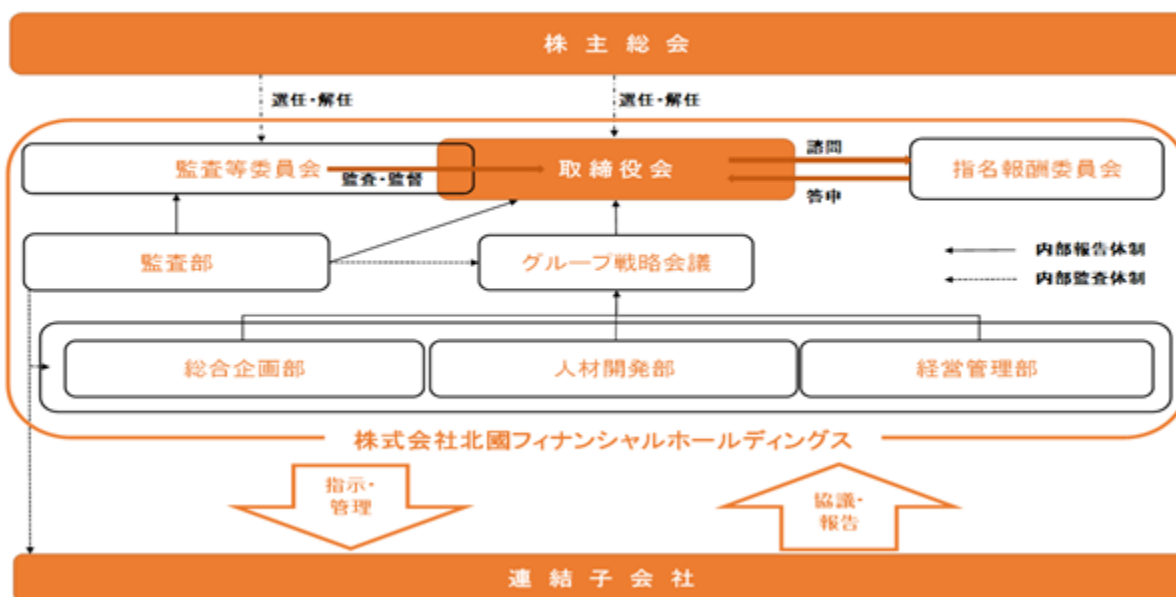 株主総会
選任・解任
選任・解任
監査等委員会
監査・監督
取締役会
諮問
答申
指名報酬委員会
監査部
グループ戦略会議
内部報告体制
内部監査体制
総合企画部
人材開発部
経営管理部
株式会社北國フィナンシャルホールディングス
指示・
管理
協議・
報告
連結子会社